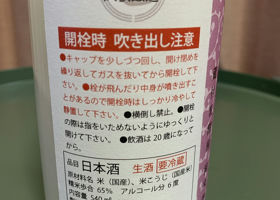 開栓時 吹き出し注意
●キャップを少しづつ回し、開け閉めを
繰り返してガスを抜いてから開栓して下
さい。●栓が飛んだり中身が噴き出すこ
とがあるので開栓時はしっかり冷やして
静置して下さい。●横倒し禁止。●開栓
の際は指をいためないようにゆっくりと
開けて下さい。●飲酒は20歳になって
から。
品目 日本酒 生酒 要冷蔵
原材料名 米(国産)、米こうじ(国産米)
精米歩合 65% アルコール分 6度
内容量 540